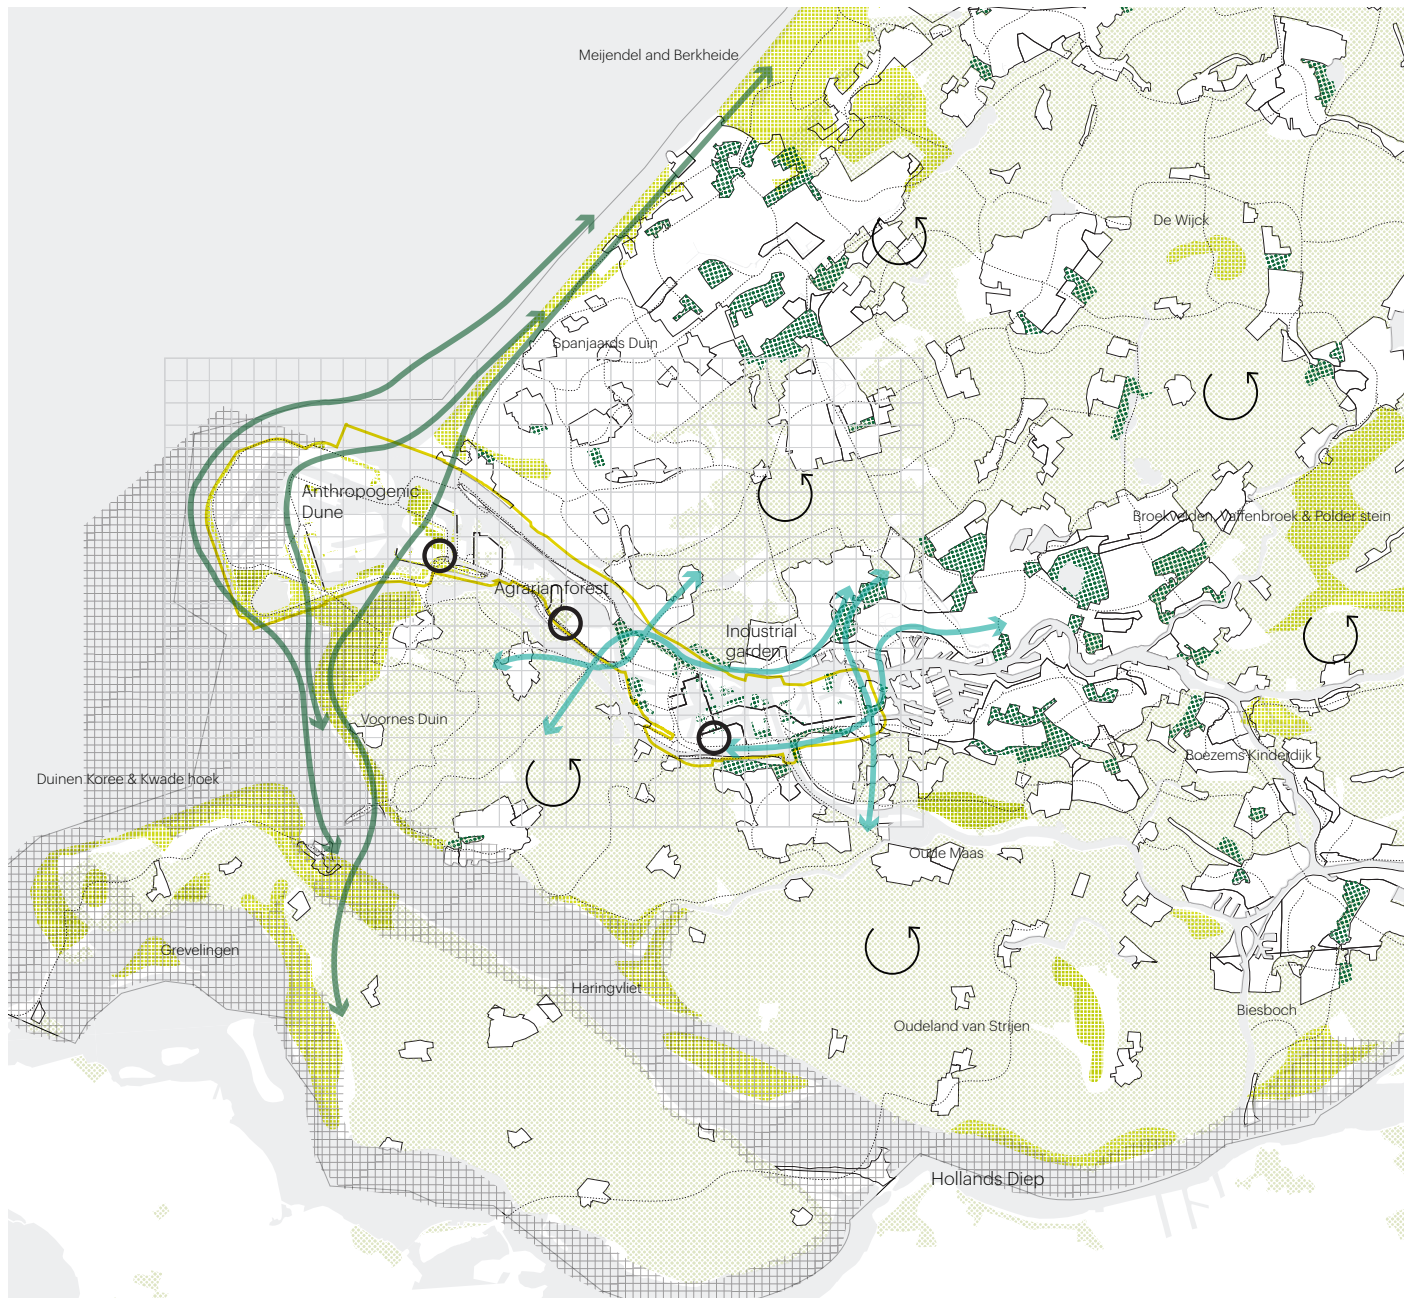 Meijendel and Berkheide
De Wijck
Spanjaards Duin
Anthropogenic
Dune
Broekvelden, Vaffenbroek & Polder stein
Agrarian forest
Industrial
garden
Voornes Duin
Boezems Kinderdijk
Duinen Koree & Kwade hoek
Oude Maas
Grevelingen
Haringvliet
Biesboch
Oudeland van Strijen
Hollands Diep